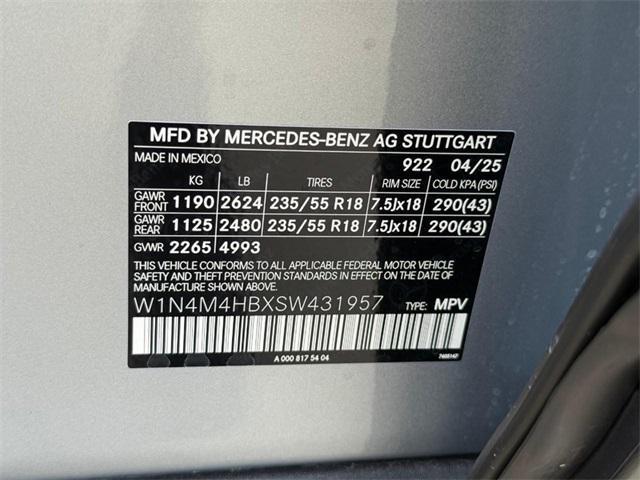 MFD BY MERCEDES-BENZ AG STUTTGART
MADE IN MEXICO 922 04/25
KG LB TIRES RIM SIZE COLD KPA(PSI)
GAWR FRONT 1190 2624 235/55 R18 7.5Jx18 290(43)
GAWR REAR 1125 2480 235/55 R18 7.5Jx18 290(43)
GVWR 2265 4993
THIS VEHICLE CONFORMS TO ALL APPLICABLE FEDERAL MOTOR VEHICLE
SAFETY AND THEFT PREVENTION STANDARDS IN EFFECT ON THE DATE OF
MANUFACTURE SHOWN ABOVE.
W1N4M4HBXSW431957 TYPE: MPV
A 000 817 54 04